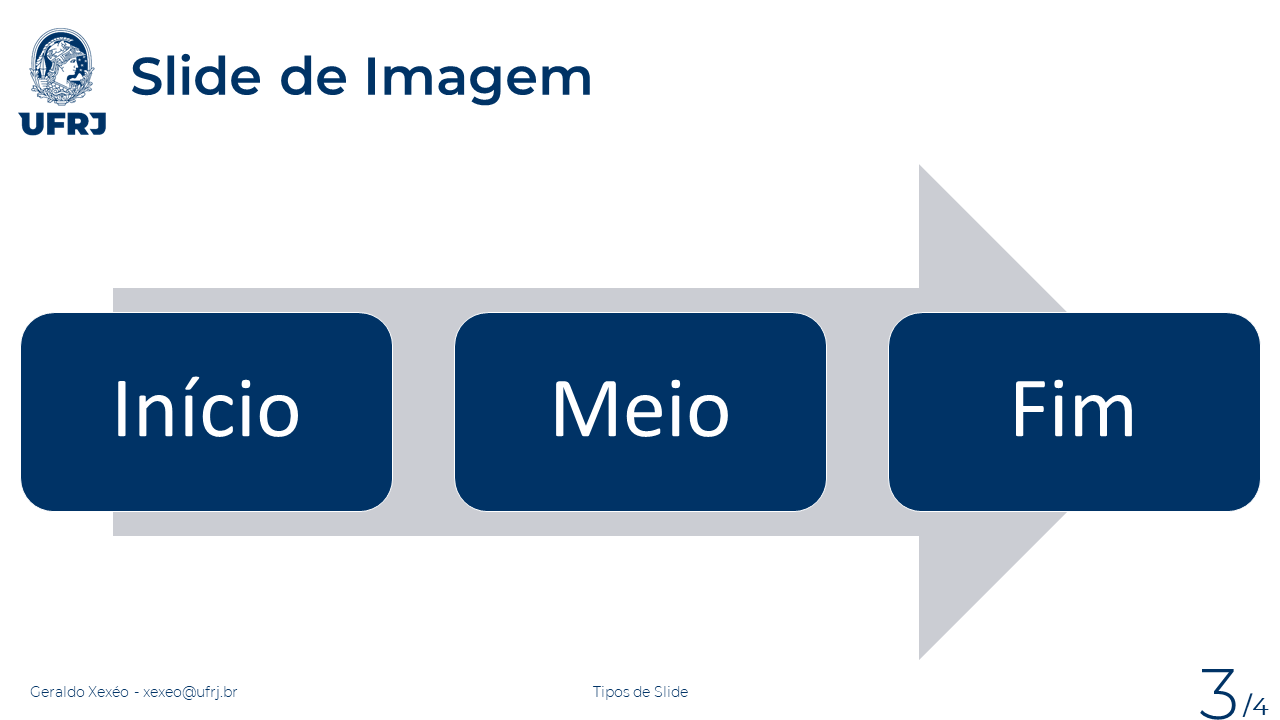 Slide de Imagem
UFRJ
Início
Meio
Fim
Geraldo Xexéo - xexeo@ufrj.br
Tipos de Slide
3/4